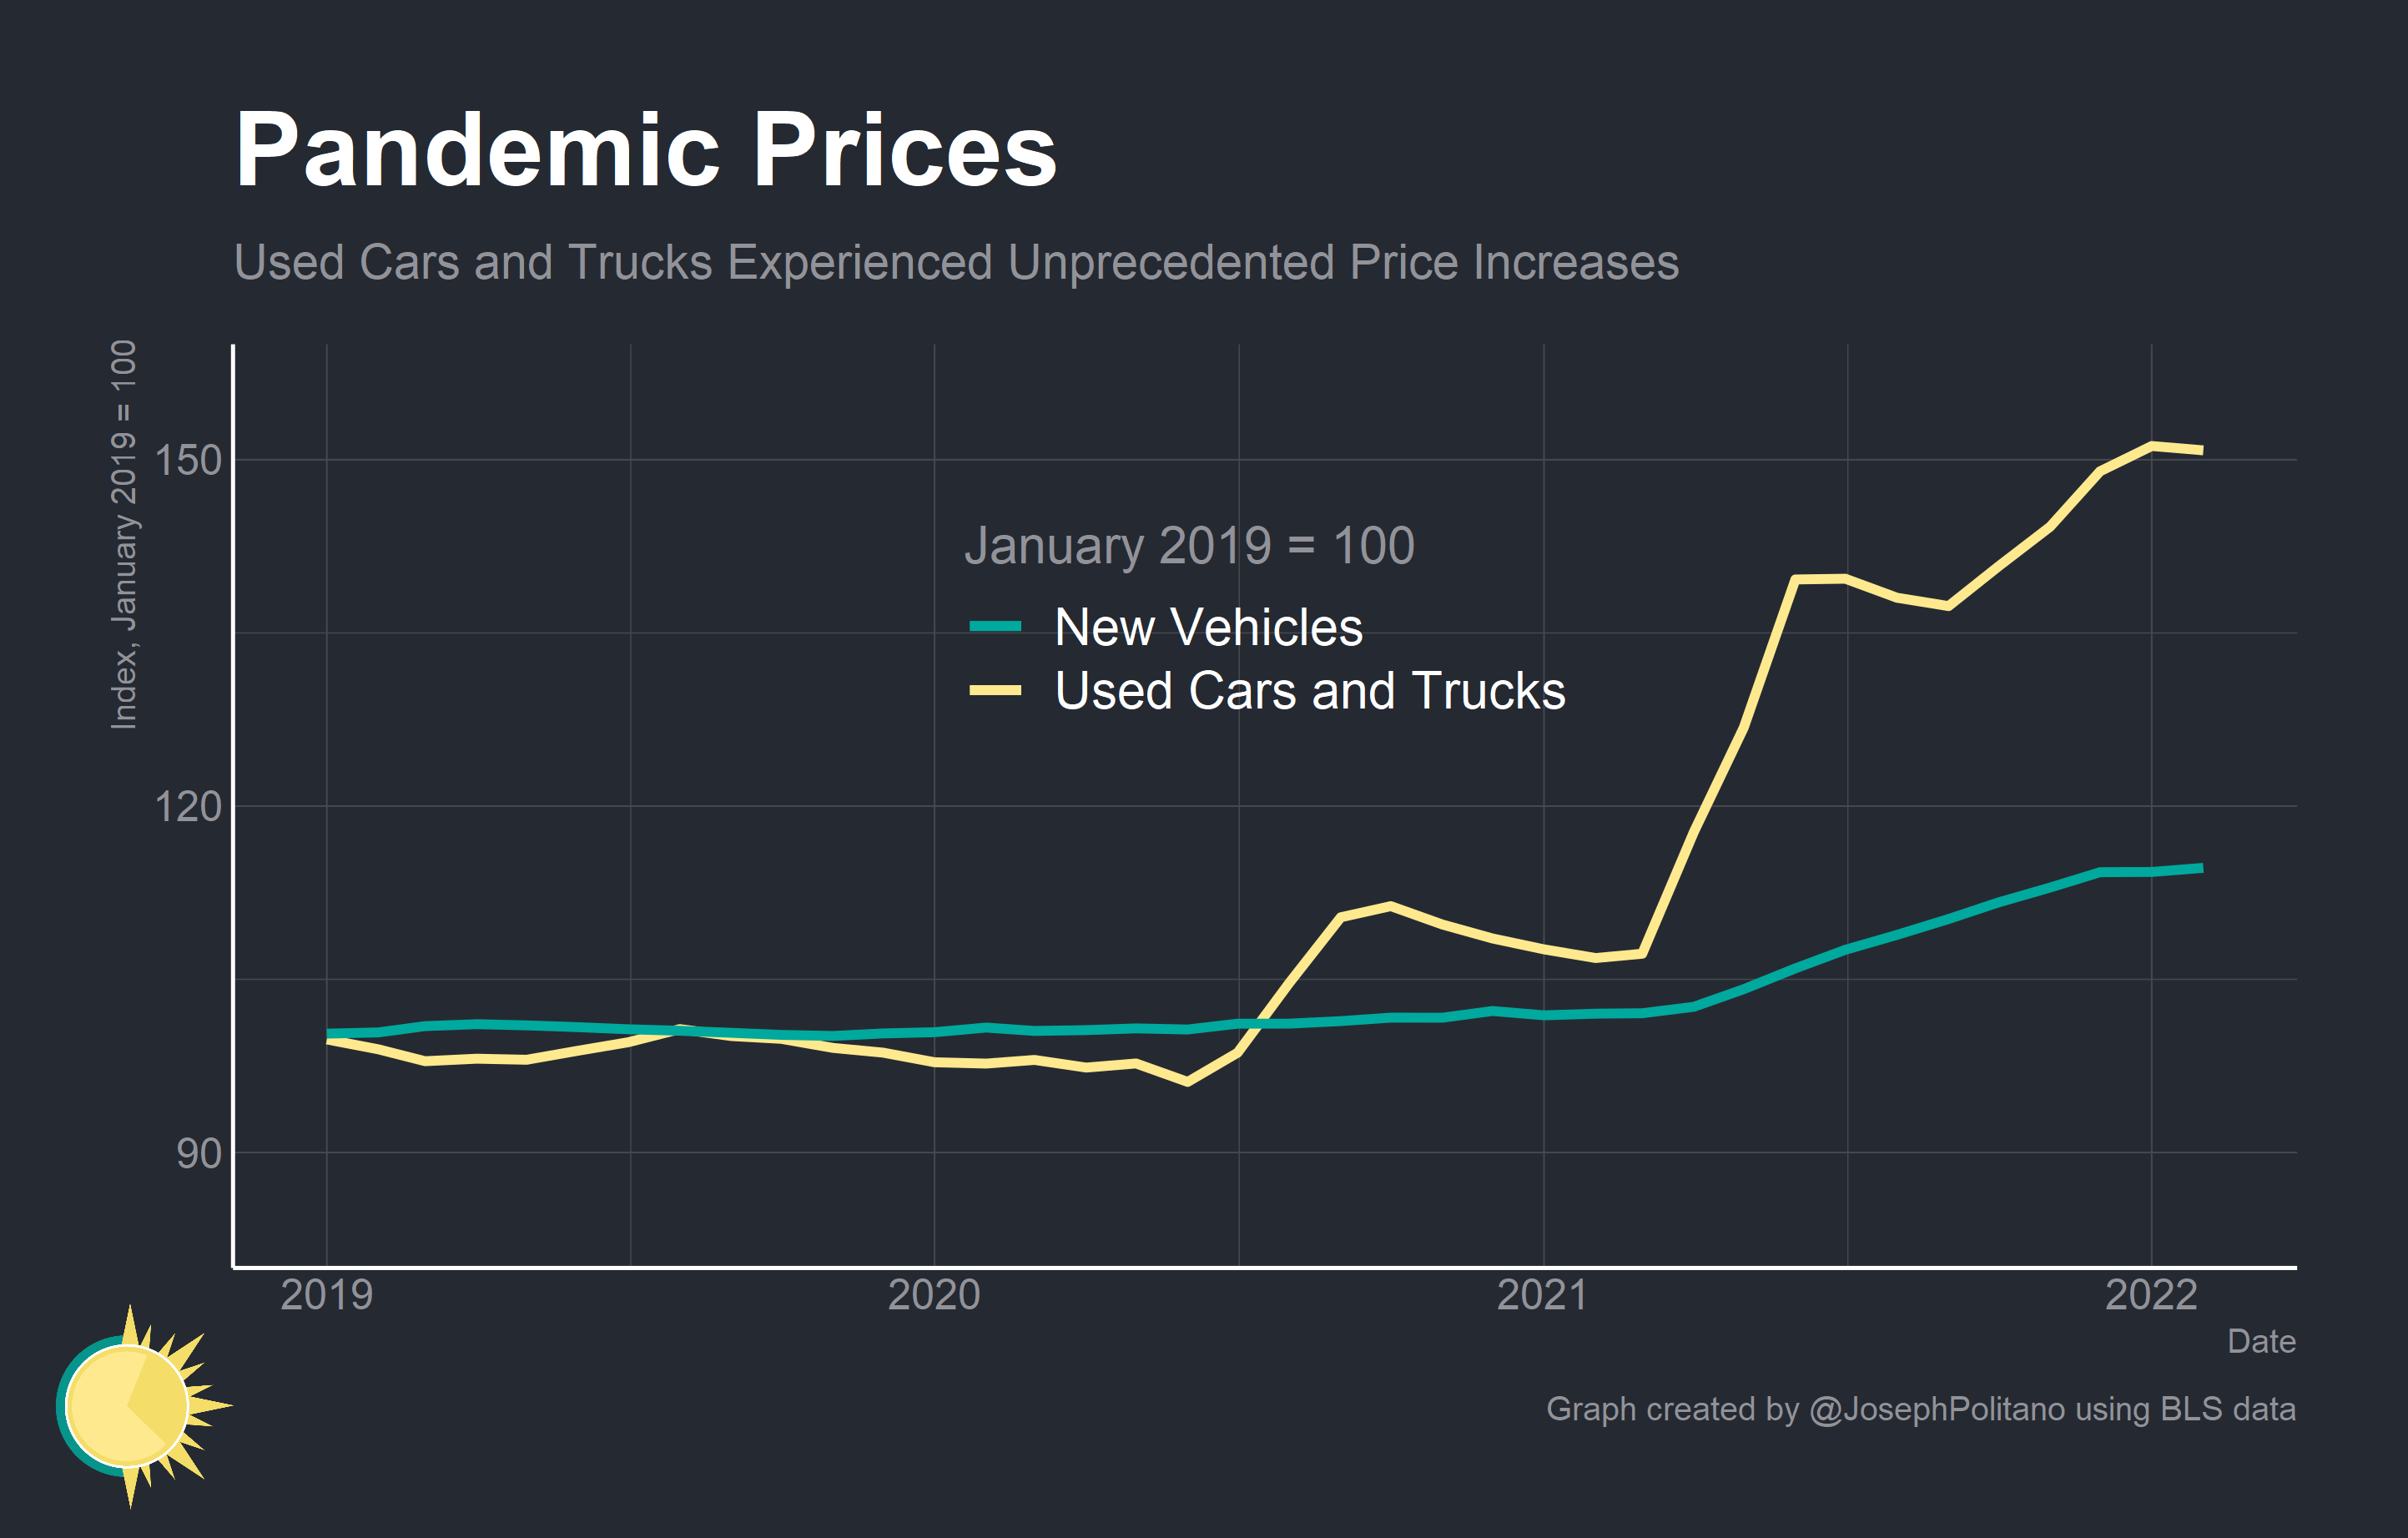 Pandemic Prices
Used Cars and Trucks Experienced Unprecedented Price Increases
Index, January 2019 = 100
150
120
90
January 2019 = 100
New Vehicles
Used Cars and Trucks
2019
2020
2021
2022
Date
Graph created by @JosephPolitano using BLS data